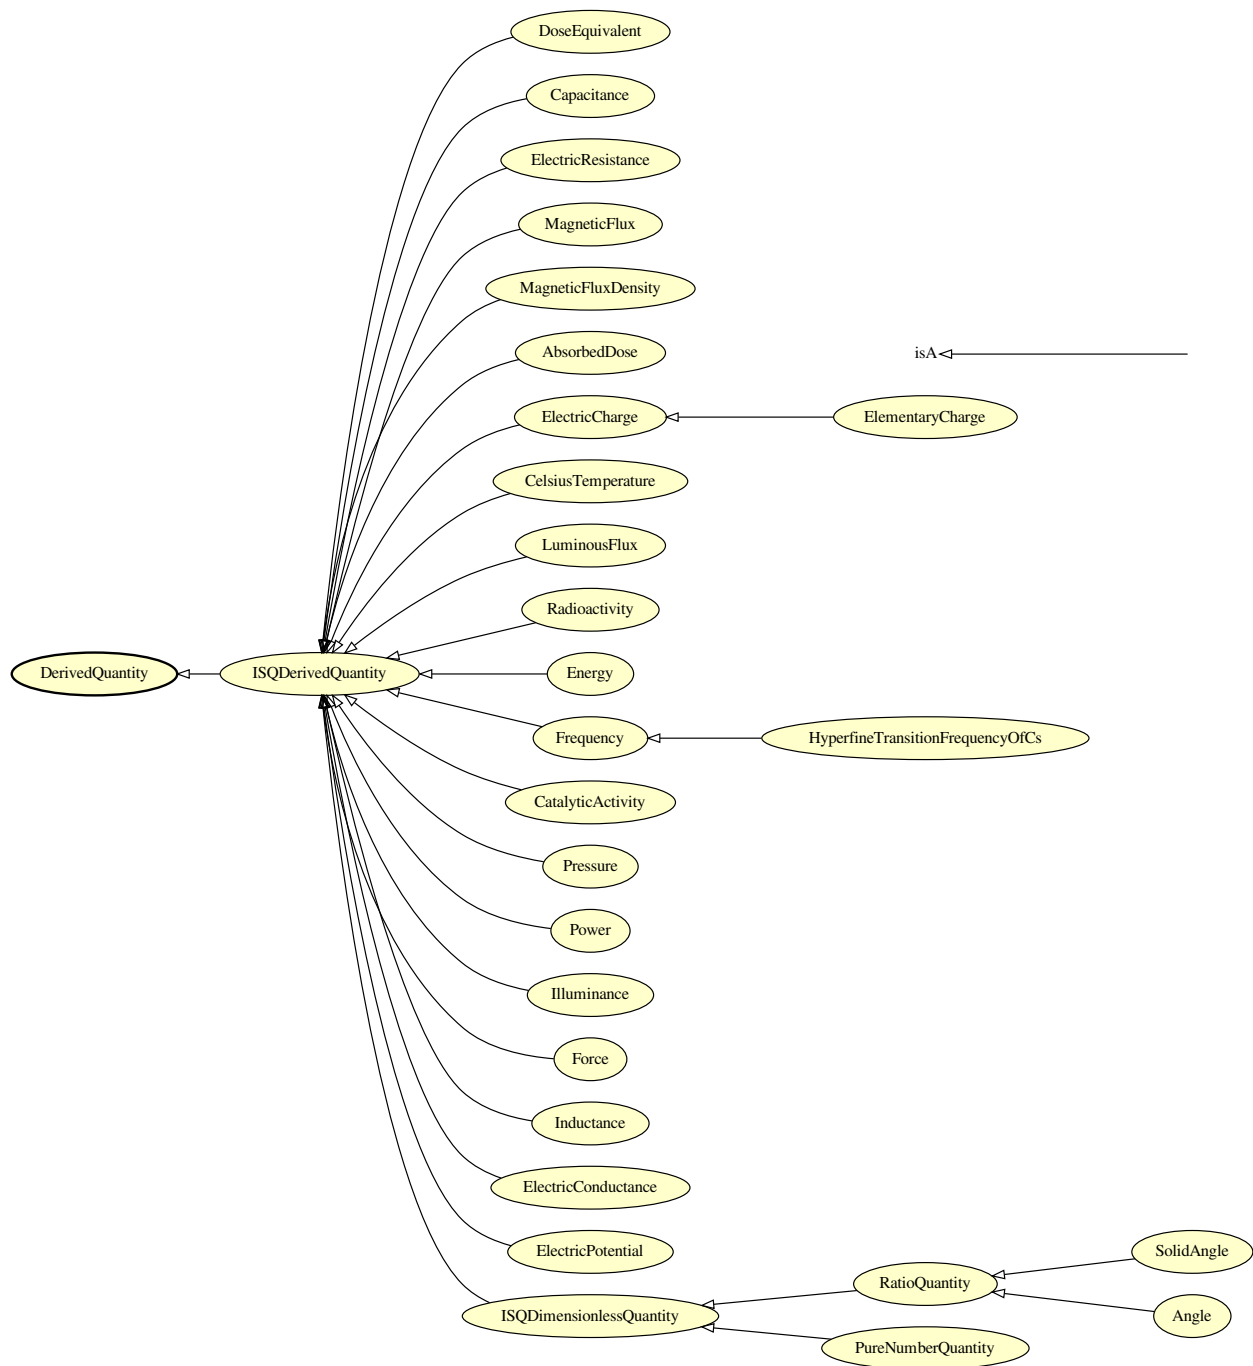 DoseEquivalent
Capacitance
ElectricResistance
MagneticFlux
MagneticFluxDensity
AbsorbedDose
isA
ElectricCharge
ElementaryCharge
CelsiusTemperature
LuminousFlux
Radioactivity
DerivedQuantity
ISQDerivedQuantity
Energy
Frequency
HyperfineTransitionFrequencyOfCs
CatalyticActivity
Pressure
Power
Illuminance
Force
Inductance
ElectricConductance
ElectricPotential
SolidAngle
RatioQuantity
ISQDimensionlessQuantity
Angle
PureNumberQuantity